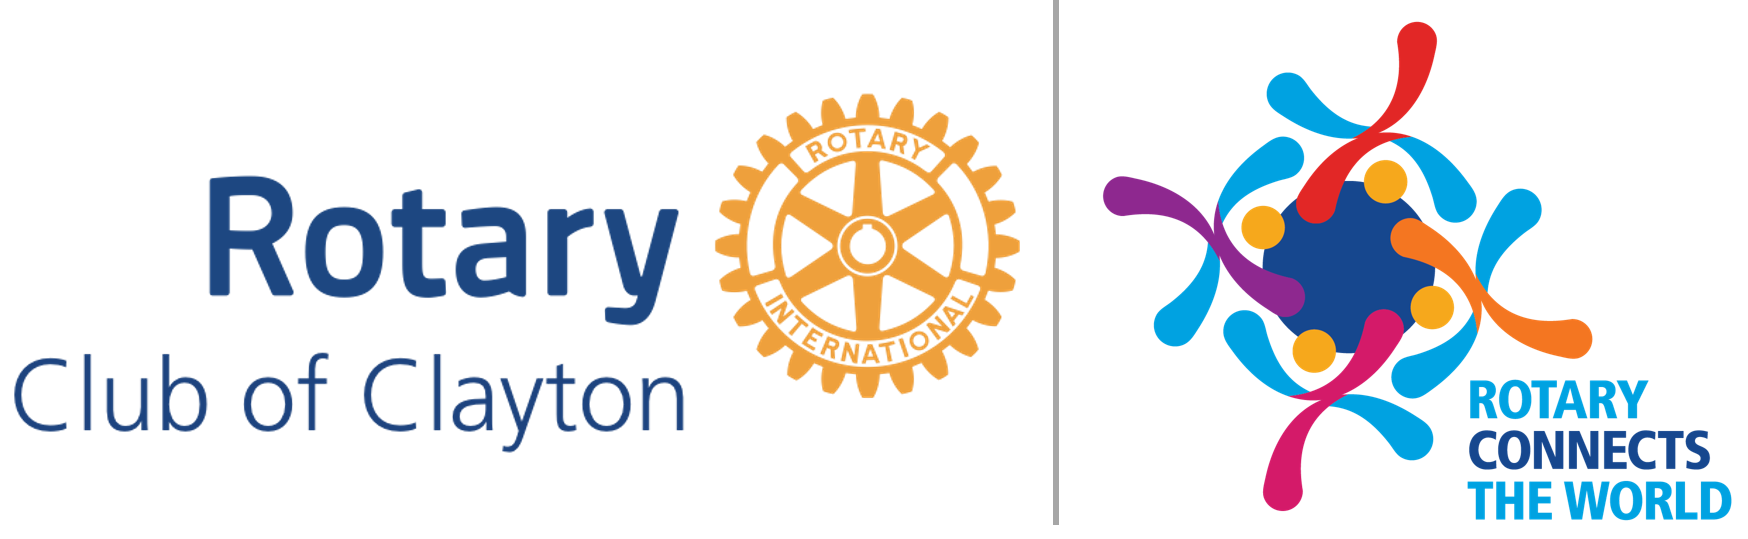 Rotary
Club of Clayton
ROTARY
INTERNATIONAL
ROTARY
CONNECTS
THE WORLD